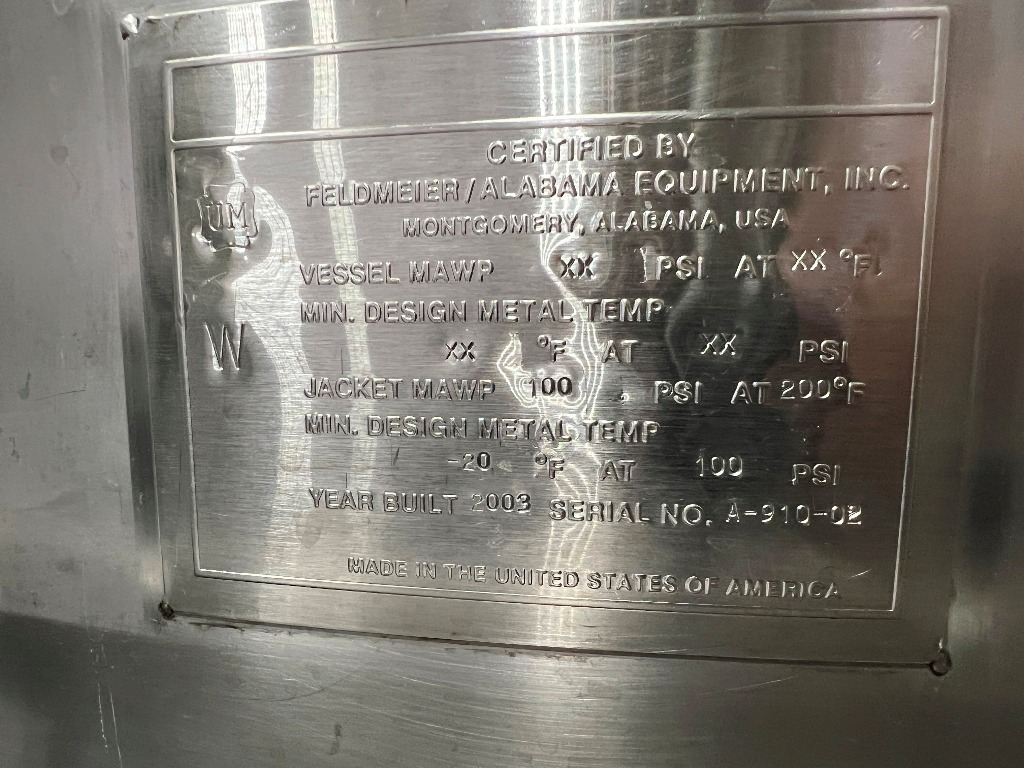 CERTIFIED BY
FELDMEIER/ALABAMA EQUIPMENT, INC.
UM
MONTGOMERY, ALABAMA, USA
VESSEL MAWP XX PSI AT XX °F
MIN. DESIGN METAL TEMP
W
XX °F AT XX PSI
JACKET MAWP 100 PSI AT 200°F
MIN. DESIGN METAL TEMP
-20 °F AT 100 PSI
YEAR BUILT 2003 SERIAL NO. A-910-02
MADE IN THE UNITED STATES OF AMERICA